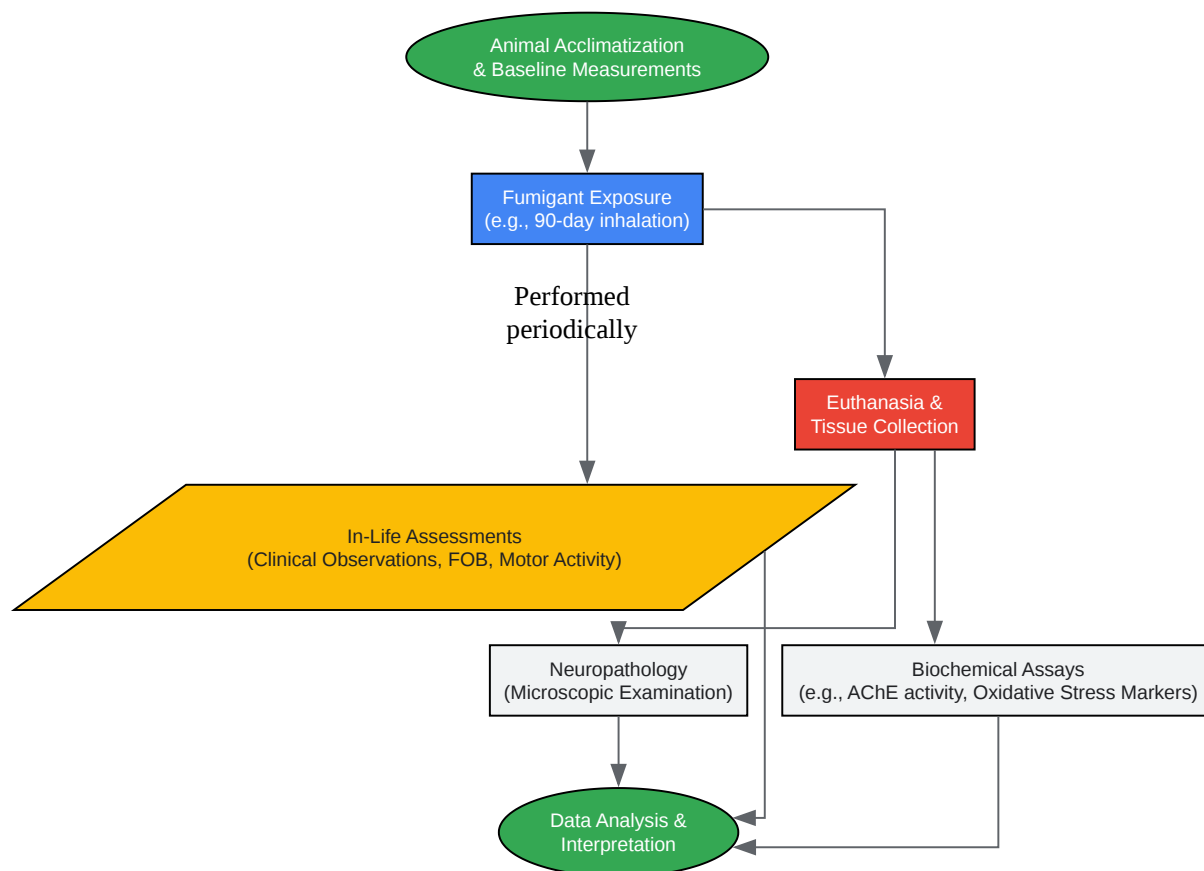 Animal Acclimatization
& Baseline Measurements
Fumigant Exposure
(e.g., 90-day inhalation)
Performed
periodically
Euthanasia &
Tissue Collection
In-Life Assessments
(Clinical Observations, FOB, Motor Activity)
Neuropathology
(Microscopic Examination)
Biochemical Assays
(e.g., AChE activity, Oxidative Stress Markers)
Data Analysis &
Interpretation